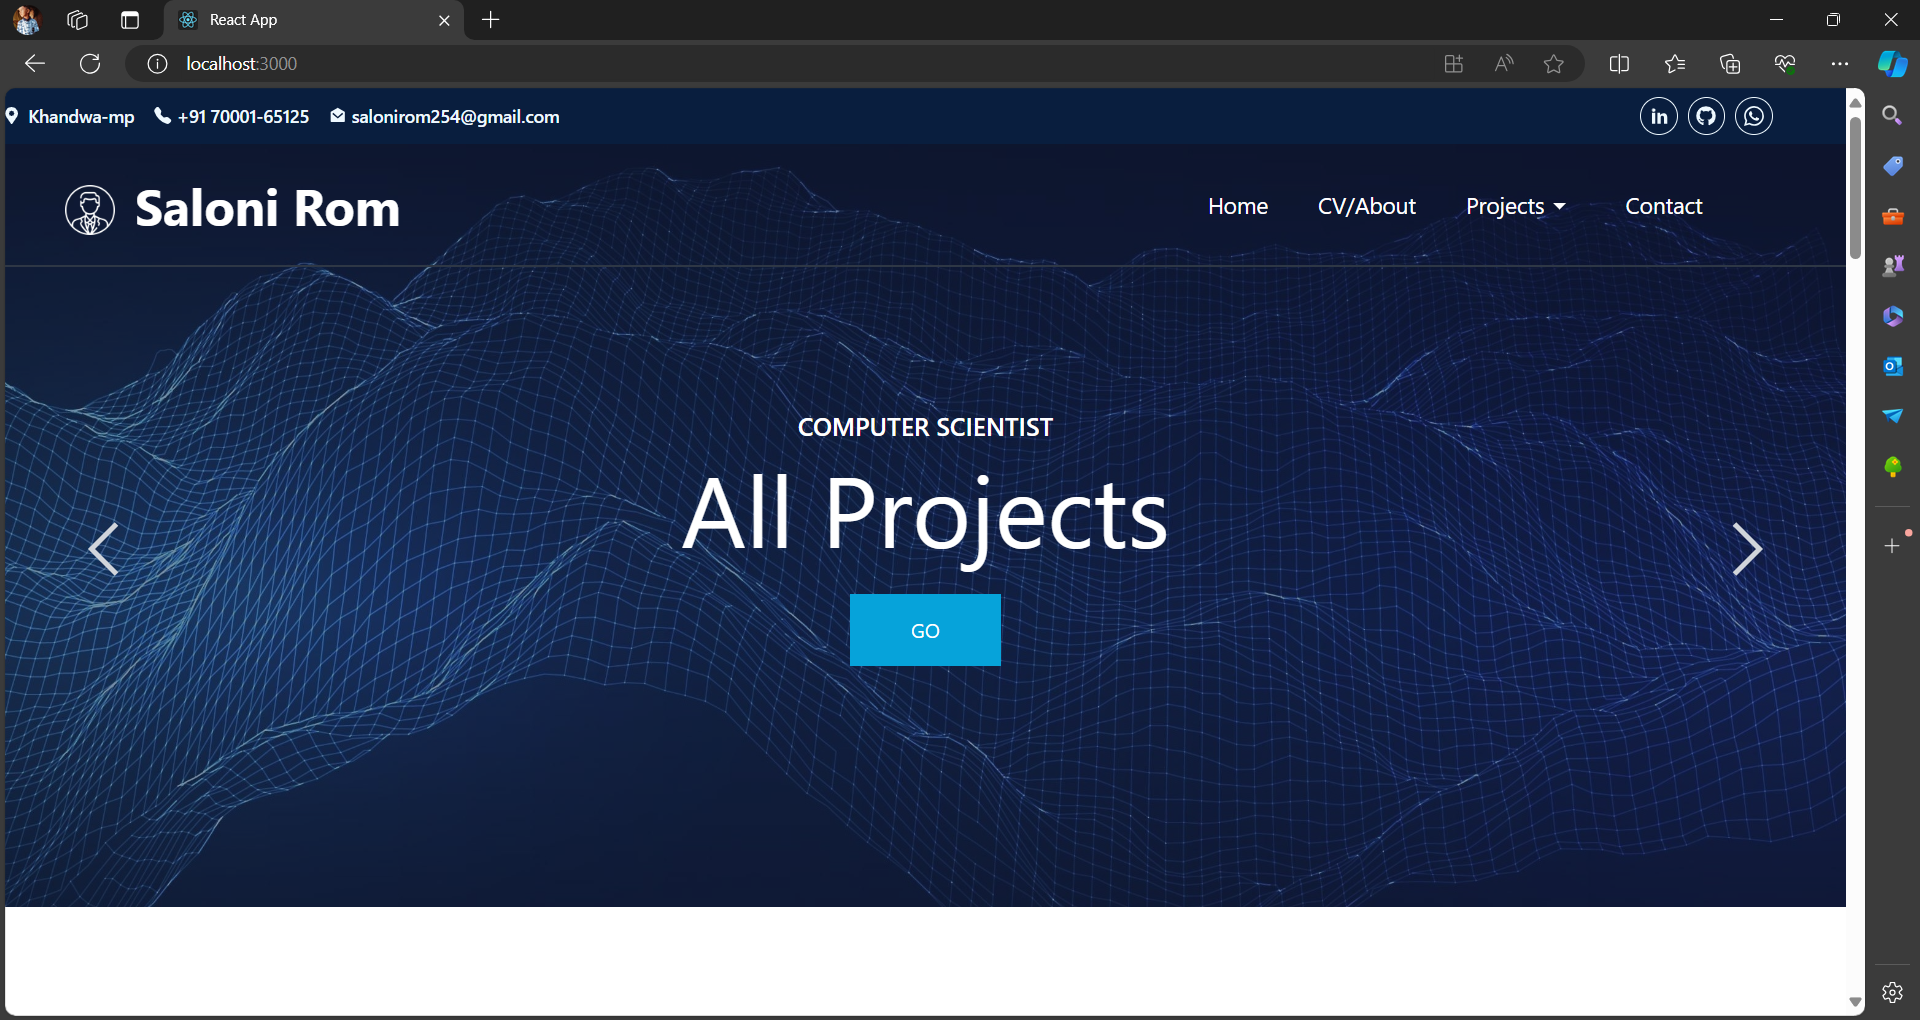 React App
localhost:3000
Khandwa-mp +91 70001-65125 salonirom254@gmail.com
in
Saloni Rom
Home CV/About Projects Contact
COMPUTER SCIENTIST
All Projects
GO